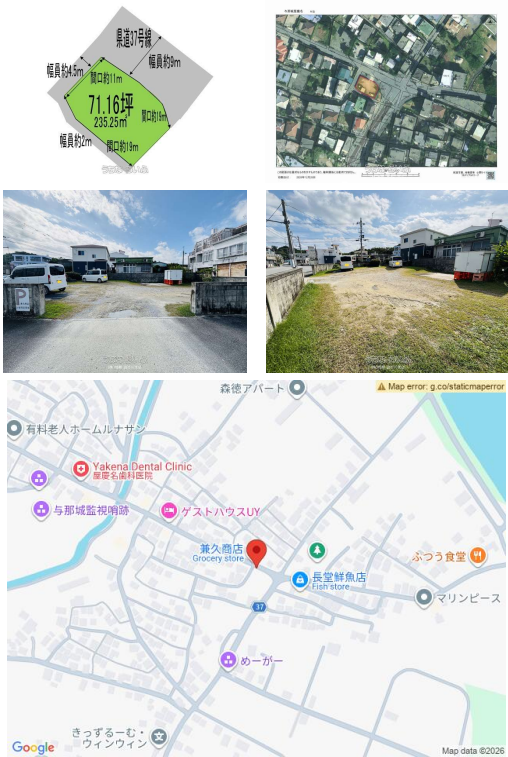 県道37号線
幅員約4.5m
間口約11m
幅員約9m
71.16坪
235.25㎡
幅員約2m
間口約19m
P
森徳アパート
Map error: g.co/staticmaperror
有料老人ホームルナサン
Yakena Dental Clinic
屋慶名歯科医院
与那城監視哨跡
ゲストハウスUY
兼久商店
Grocery store
ふつう食堂
長堂鮮魚店
Fish store
マリンピース
37
めーがー
きっずるーむ・
ウィンウィン
Google
Map data ©2026